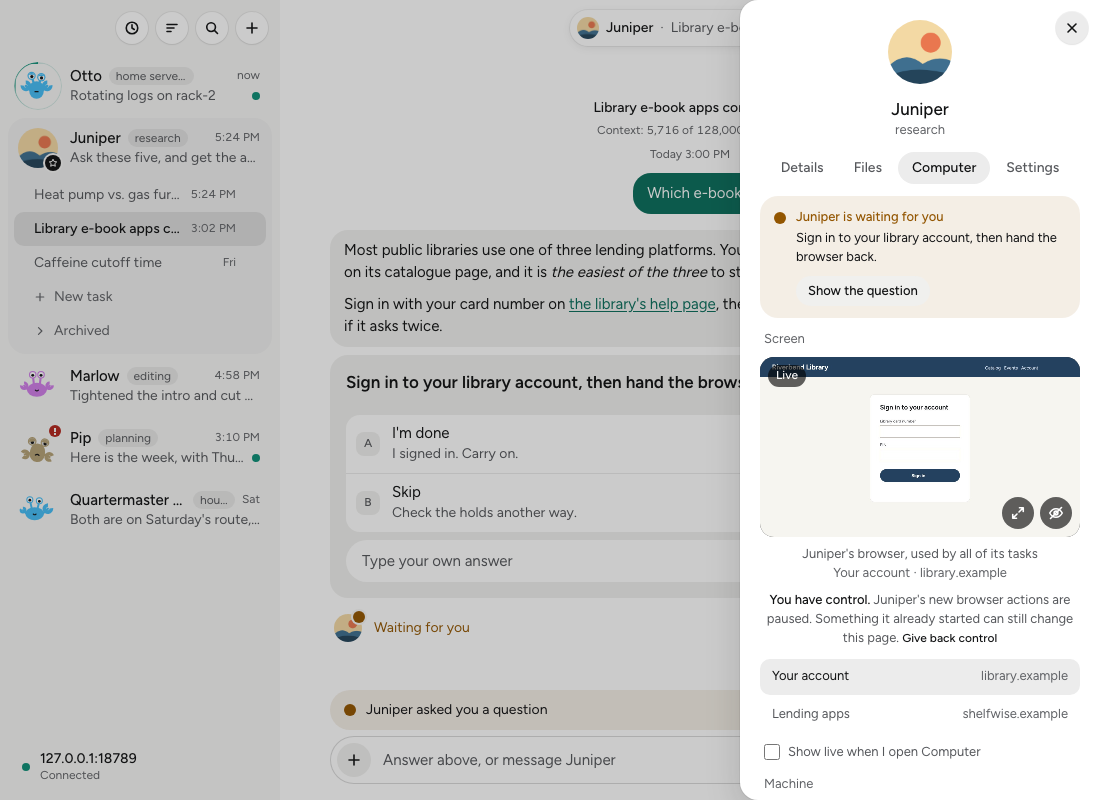 Otto
home serve...
now
Rotating logs on rack-2
Juniper
research
5:24 PM
Ask these five, and get the a...
Heat pump vs. gas fur...
5:24 PM
Library e-book apps c...
3:02 PM
Caffeine cutoff time
Fri
New task
Archived
Marlow
editing
4:58 PM
Tightened the intro and cut ...
Pip
planning
3:10 PM
Here is the week, with Thu...
Quartermaster ...
hou...
Sat
Both are on Saturday's route,...
127.0.0.1:18789
Connected
Juniper · Library e-b
Library e-book apps co
Context: 5,716 of 128,000
Today 3:00 PM
Which e-book
Most public libraries use one of three lending platforms. You
on its catalogue page, and it is the easiest of the three to st
Sign in with your card number on the library's help page, the
if it asks twice.
Sign in to your library account, then hand the brows
A
I'm done
I signed in. Carry on.
B
Skip
Check the holds another way.
Type your own answer
Waiting for you
Juniper asked you a question
Answer above, or message Juniper
Juniper
research
Details
Files
Computer
Settings
Juniper is waiting for you
Sign in to your library account, then hand the
browser back.
Show the question
Screen
Library
Catalog Events Account
Live
Sign in to your account
Library card number
Sign in
Juniper's browser, used by all of its tasks
Your account · library.example
You have control. Juniper's new browser actions are
paused. Something it already started can still change
this page. Give back control
Your account
library.example
Lending apps
shelfwise.example
Show live when I open Computer
Machine